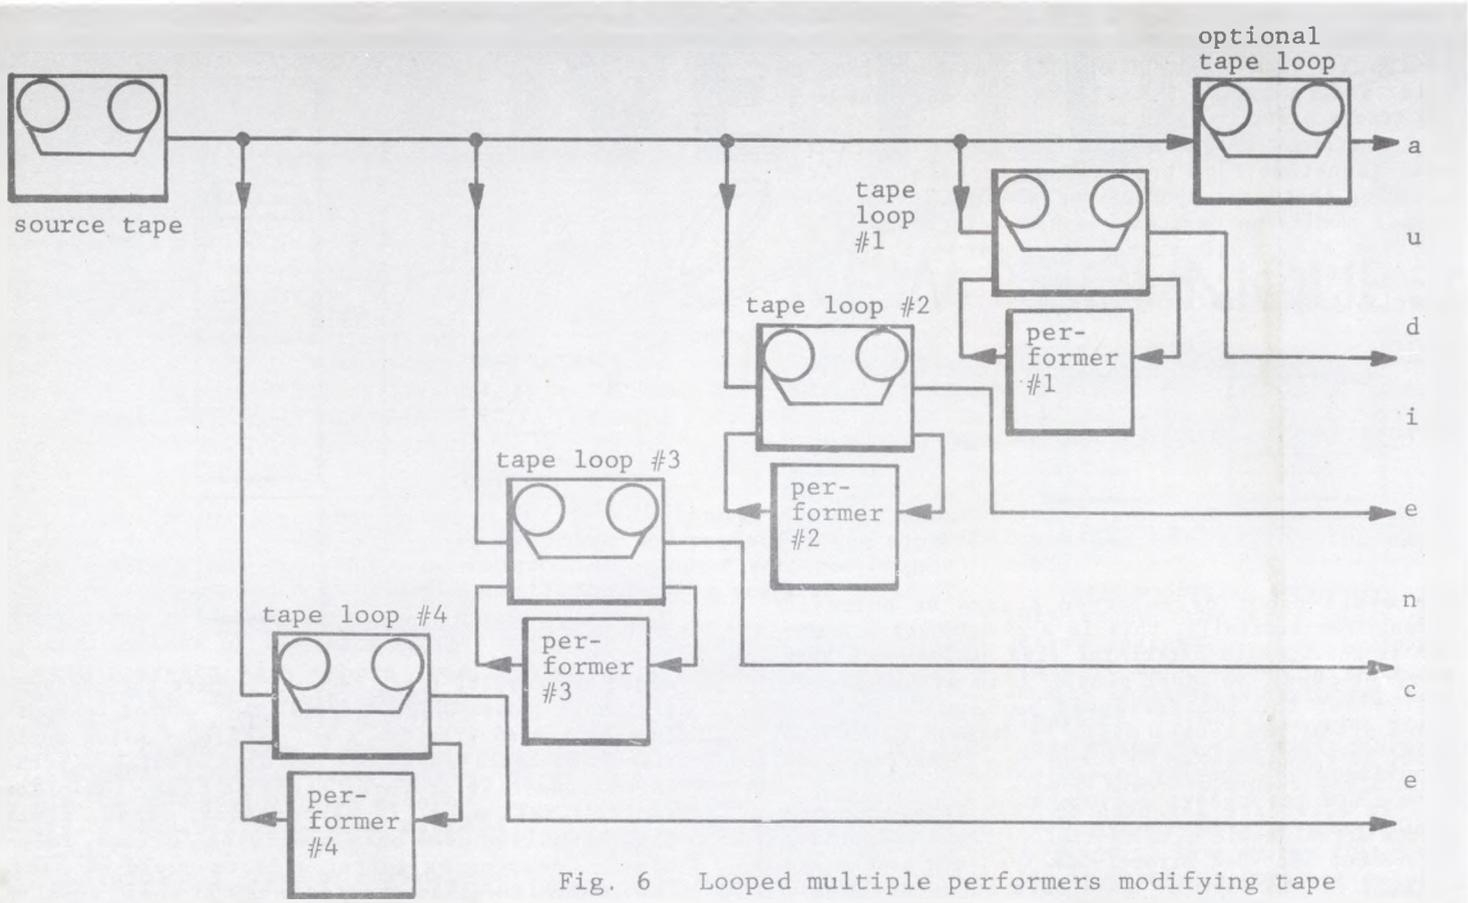 optional
tape loop
source tape
tape
loop
#1
tape loop #2
per-
former
#1
tape loop #3
per-
former
#2
tape loop #4
per-
former
#3
per-
former
#4
a
u
d
i
e
n
c
e
Fig. 6 Looped multiple performers modifying tape